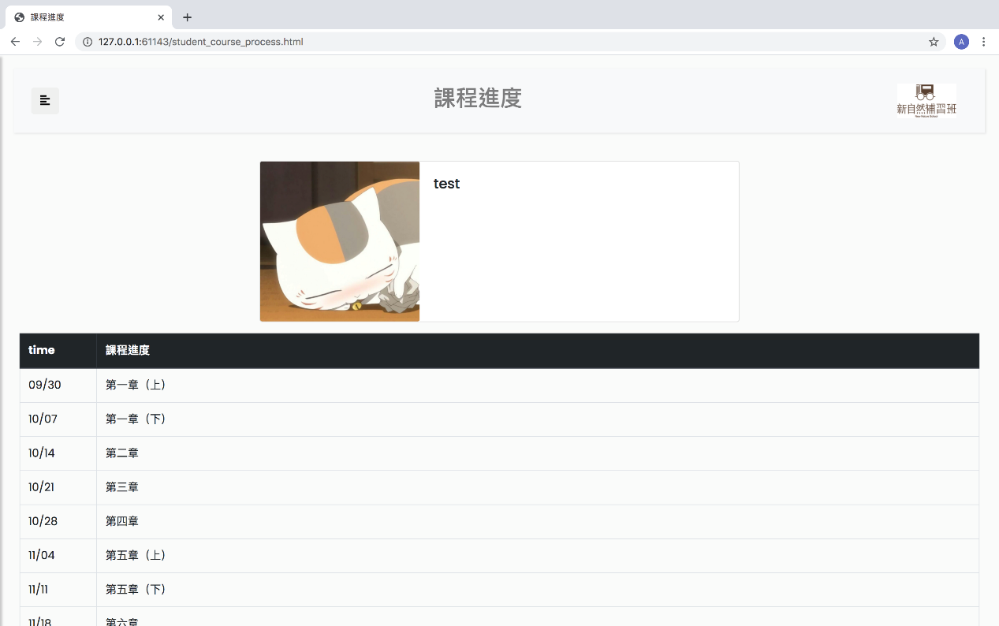 課程進度
127.0.0.1:61143/student_course_process.html
A
課程進度
新自然補習班
test
time 課程進度
09/30 第一章（上）
10/07 第一章（下）
10/14 第二章
10/21 第三章
10/28 第四章
11/04 第五章（上）
11/11 第五章（下）
11/18 第六章